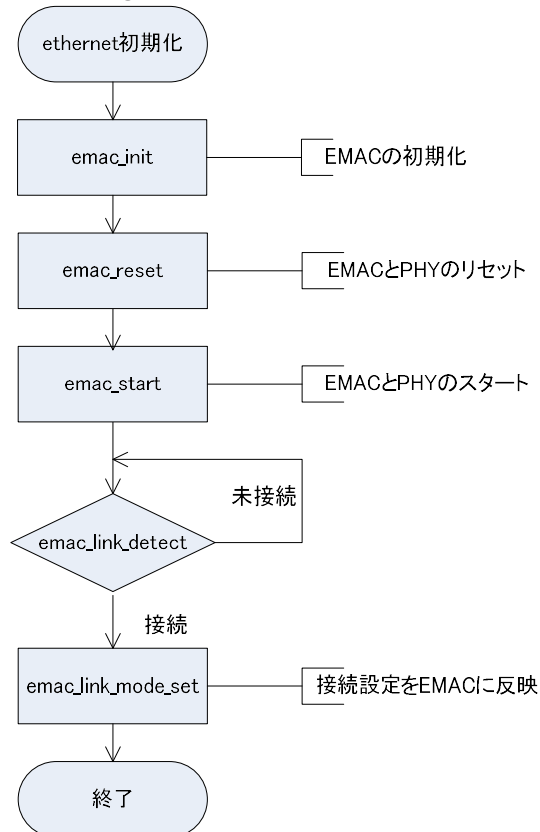 ethernet初期化
emac_init
EMACの初期化
emac_reset
EMACとPHYのリセット
emac_start
EMACとPHYのスタート
未接続
emac_link_detect
接続
emac_link_mode_set
接続設定をEMACに反映
終了